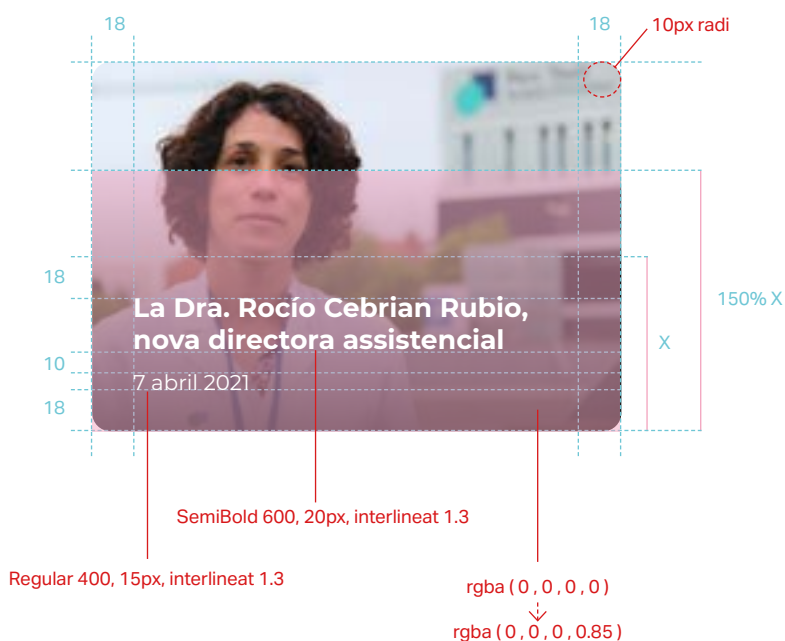 18
18
10px radi
18
150% X
La Dra. Rocío Cebrian Rubio,
nova directora assistencial
X
10
7 abril 2021
18
SemiBold 600, 20px, interlineat 1.3
Regular 400, 15px, interlineat 1.3
rgba ( 0 , 0 , 0 , 0 )
rgba ( 0 , 0 , 0 , 0.85 )